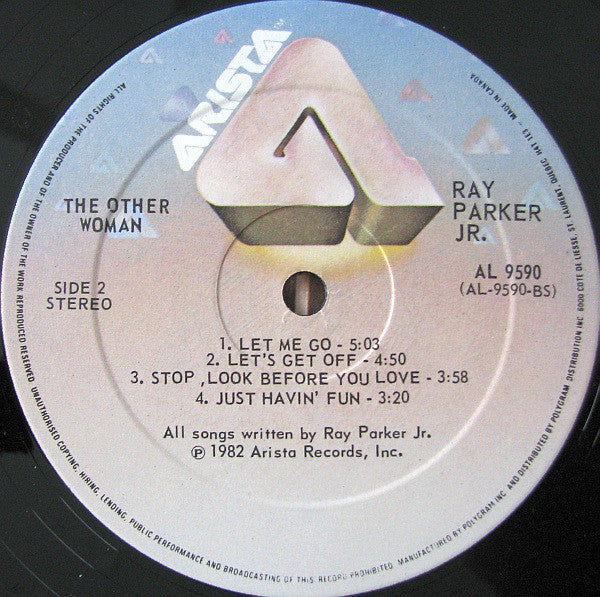 ARISTA™
THE OTHER
WOMAN
RAY
PARKER
JR.
SIDE 2
STEREO
AL 9590
(AL-9590-BS)
1. LET ME GO - 5:03
2. LET'S GET OFF - 4:50
3. STOP ,LOOK BEFORE YOU LOVE - 3:58
4. JUST HAVIN' FUN - 3:20
All songs written by Ray Parker Jr.
℗ 1982 Arista Records, Inc.
ALL RIGHTS OF THE PRODUCER AND OF THE OWNER OF THE WORK REPRODUCED RESERVED. UNAUTHORISED COPYING, HIRING, LENDING, PUBLIC PERFORMANCE AND BROADCASTING OF THIS RECORD PROHIBITED. MANUFACTURED BY POLYGRAM INC. AND DISTRIBUTED BY POLYGRAM DISTRIBUTION INC. 6000 COTE DE LIESSE, ST LAURENT, QUEBEC H4T 1E3 - MADE IN CANADA